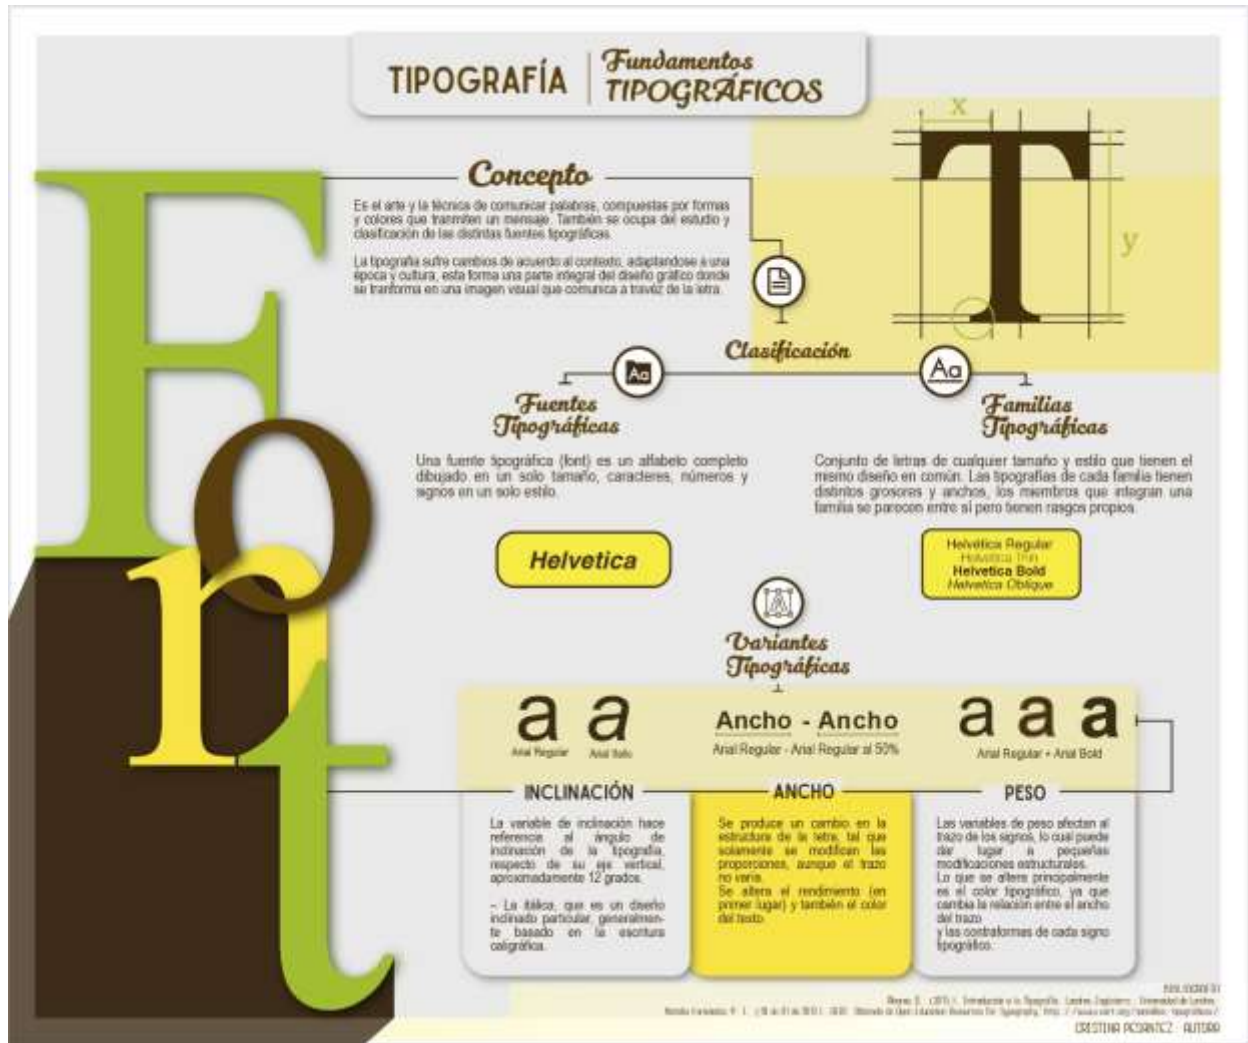 TIPOGRAFÍA
Fundamentos
TIPOGRÁFICOS
Concepto
Es el arte y la técnica de comunicar palabras, compuestas por formas
y colores que tranmiten un mensaje. También se ocupa del estudio y
clasificación de las distintas fuentes tipográficas.
La tipografía sufre cambios de acuerdo al contexto, adaptandose a una
época y cultura, esta forma una parte integral del diseño gráfico donde
se tranforma en una imagen visual que comunica a travéz de la letra.
x
T
y
Font
Clasificación
Aa
Aa
Fuentes
Tipográficas
Una fuente tipográfica (font) es un alfabeto completo
dibujado en un solo tamaño, caracteres, números y
signos en un solo estilo.
Helvetica
Familias
Tipográficas
Conjunto de letras de cualquier tamaño y estilo que tienen el
mismo diseño en común. Las tipografías de cada familia tienen
distintos grosores y anchos, los miembros que integran una
familia se parecen entre sí pero tienen rasgos propios.
Helvética Regular
Helvetica Thin
Helvetica Bold
Helvetica Oblique
A
Variantes
Tipográficas
a a
Arial Regular Arial Italic
Ancho - Ancho
Arial Regular - Arial Regular al 50%
a a a
Arial Regular + Arial Bold
INCLINACIÓN
La variable de inclinación hace
referencia al ángulo de
inclinación de la tipografía,
respecto de su eje vertical,
aproximadamente 12 grados.
– La itálica, que es un diseño
inclinado particular, generalmen-
te basado en la escritura
caligráfica.
ANCHO
Se produce un cambio en la
estructura de la letra, tal que
solamente se modifican las
proporciones, aunque el trazo
no varía.
Se altera el rendimiento (en
primer lugar) y también el color
del texto.
PESO
Las variables de peso afectan al
trazo de los signos, lo cual puede
dar lugar a pequeñas
modificaciones estructurales.
Lo que se altera principalmente
es el color tipográfico, ya que
cambia la relación entre el ancho
del trazo
y las contraformas de cada signo
tipográfico.
BIBLIOGRAFÍA
CRISTINA PESANTEZ - AUTORA